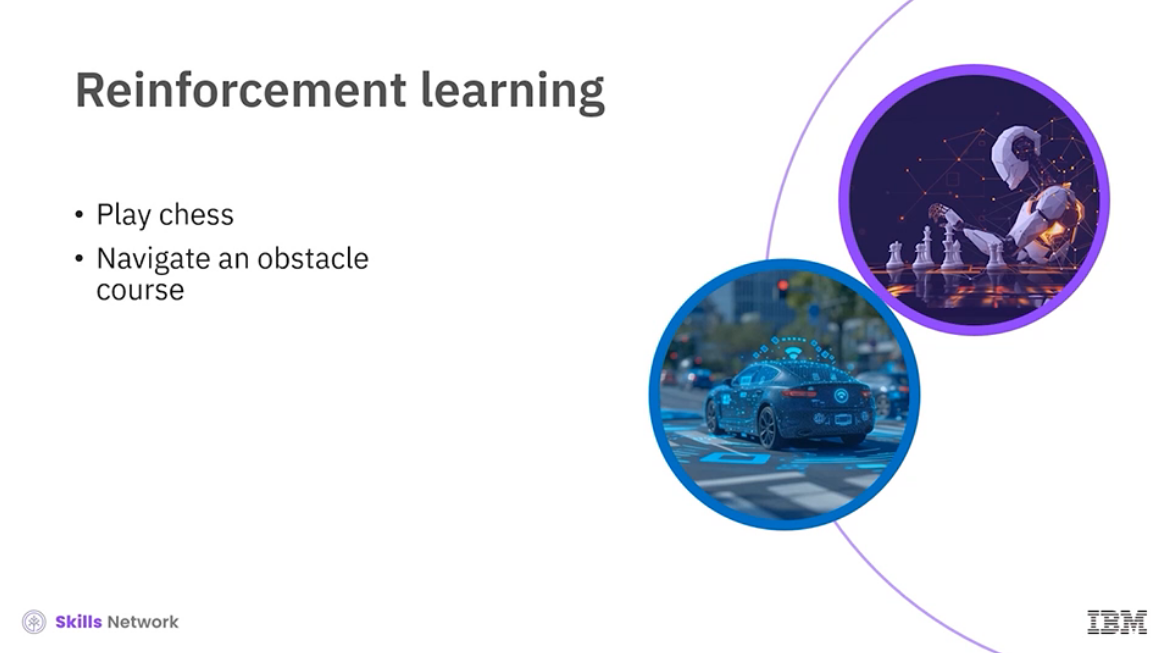 Reinforcement learning
• Play chess
• Navigate an obstacle
course
Skills Network
IBM